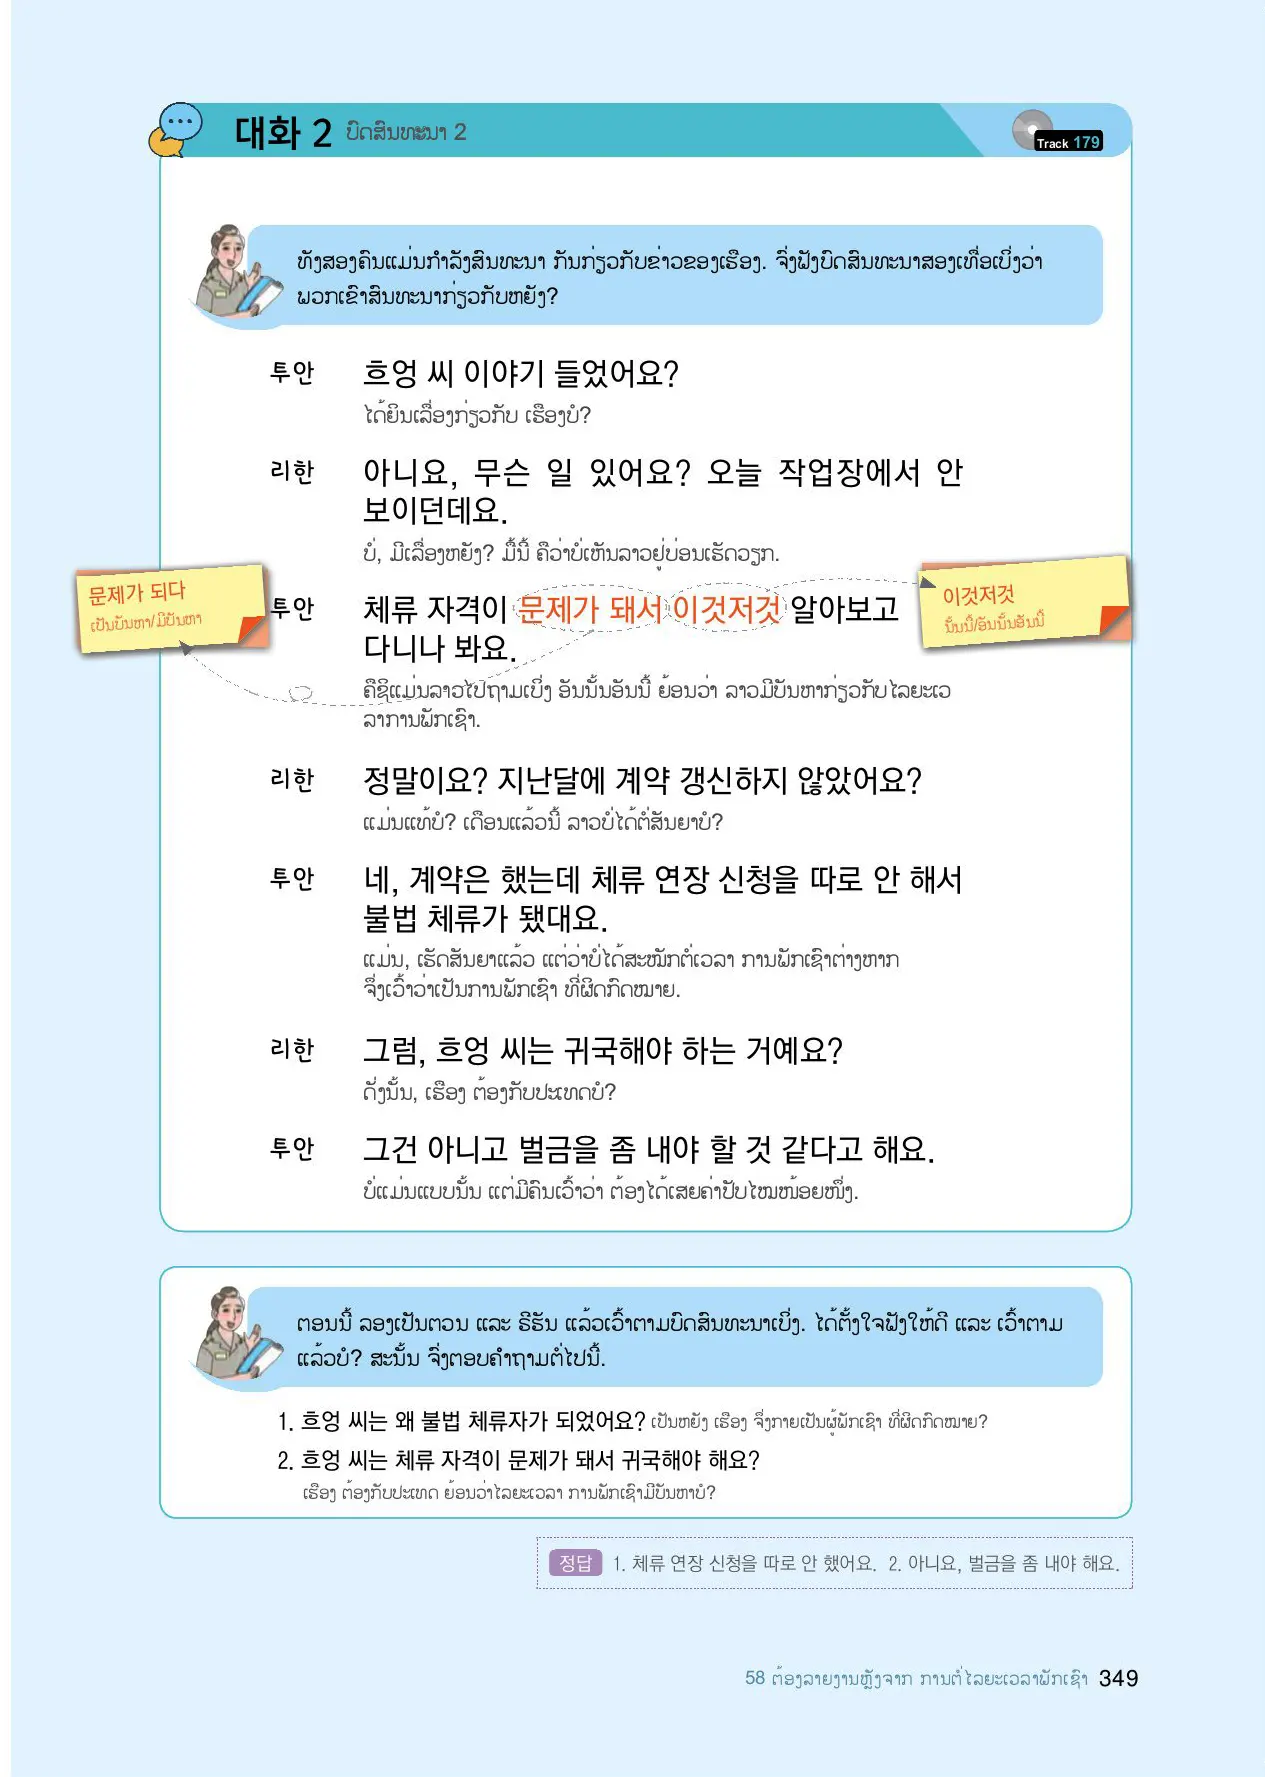 대화 2 ບົດສົນທະນາ 2
Track 179
ທັງສອງຄົນແມ່ນກຳລັງສົນທະນາ ກັນກ່ຽວກັບຂ່າວຂອງເຮືອງ. ຈົ່ງຟັງບົດສົນທະນາສອງເທື່ອເບິ່ງວ່າ
ພວກເຂົາສົນທະນາກ່ຽວກັບຫຍັງ?
투안 흐엉 씨 이야기 들었어요?
ໄດ້ຍິນເລື່ອງກ່ຽວກັບ ເຮືອງບໍ?
리한 아니요, 무슨 일 있어요? 오늘 작업장에서 안
보이던데요.
ບໍ່, ມີເລື່ອງຫຍັງ? ມື້ນີ້ ຄືວ່າບໍ່ເຫັນລາວຢູ່ບ່ອນເຮັດວຽກ.
문제가 되다
ເປັນບັນຫາ/ມີບັນຫາ
투안 체류 자격이 문제가 돼서 이것저것 알아보고
다니나 봐요.
이것저것
ນັ້ນນີ້/ອັນນັ້ນອັນນີ້
ຄືຊິແມ່ນລາວໄປຖາມເບິ່ງ ອັນນັ້ນອັນນີ້ ຍ້ອນວ່າ ລາວມີບັນຫາກ່ຽວກັບໄລຍະເວ
ລາການພັກເຊົາ.
리한 정말이요? 지난달에 계약 갱신하지 않았어요?
ແມ່ນແທ້ບໍ? ເດືອນແລ້ວນີ້ ລາວບໍ່ໄດ້ຕໍ່ສັນຍາບໍ?
투안 네, 계약은 했는데 체류 연장 신청을 따로 안 해서
불법 체류가 됐대요.
ແມ່ນ, ເຮັດສັນຍາແລ້ວ ແຕ່ວ່າບໍ່ໄດ້ສະໝັກຕໍ່ເວລາ ການພັກເຊົາຕ່າງຫາກ
ຈຶ່ງເວົ້າວ່າເປັນການພັກເຊົາ ທີ່ຜິດກົດໝາຍ.
리한 그럼, 흐엉 씨는 귀국해야 하는 거예요?
ດັ່ງນັ້ນ, ເຮືອງ ຕ້ອງກັບປະເທດບໍ?
투안 그건 아니고 벌금을 좀 내야 할 것 같다고 해요.
ບໍ່ແມ່ນແບບນັ້ນ ແຕ່ມີຄົນເວົ້າວ່າ ຕ້ອງໄດ້ເສຍຄ່າປັບໄໝໜ້ອຍໜຶ່ງ.
ຕອນນີ້ ລອງເປັນຕວນ ແລະ ຣີຮັນ ແລ້ວເວົ້າຕາມບົດສົນທະນາເບິ່ງ. ໄດ້ຕັ້ງໃຈຟັງໃຫ້ດີ ແລະ ເວົ້າຕາມ
ແລ້ວບໍ? ສະນັ້ນ ຈົ່ງຕອບຄຳຖາມຕໍ່ໄປນີ້.
1. 흐엉 씨는 왜 불법 체류자가 되었어요? ເປັນຫຍັງ ເຮືອງ ຈຶ່ງກາຍເປັນຜູ້ພັກເຊົາ ທີ່ຜິດກົດໝາຍ?
2. 흐엉 씨는 체류 자격이 문제가 돼서 귀국해야 해요?
ເຮືອງ ຕ້ອງກັບປະເທດ ຍ້ອນວ່າໄລຍະເວລາ ການພັກເຊົາມີບັນຫາບໍ?
정답 1. 체류 연장 신청을 따로 안 했어요. 2. 아니요, 벌금을 좀 내야 해요.
58 ຕ້ອງລາຍງານຫຼັງຈາກ ການຕໍ່ໄລຍະເວລາພັກເຊົາ 349